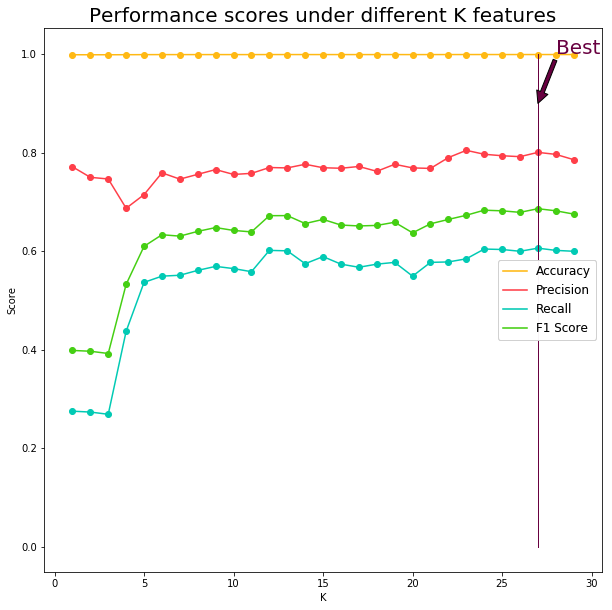 Performance scores under different K features
Best
1.0
0.8
0.6
0.4
0.2
0.0
Score
Accuracy
Precision
Recall
F1 Score
0
5
10
15
20
25
30
K